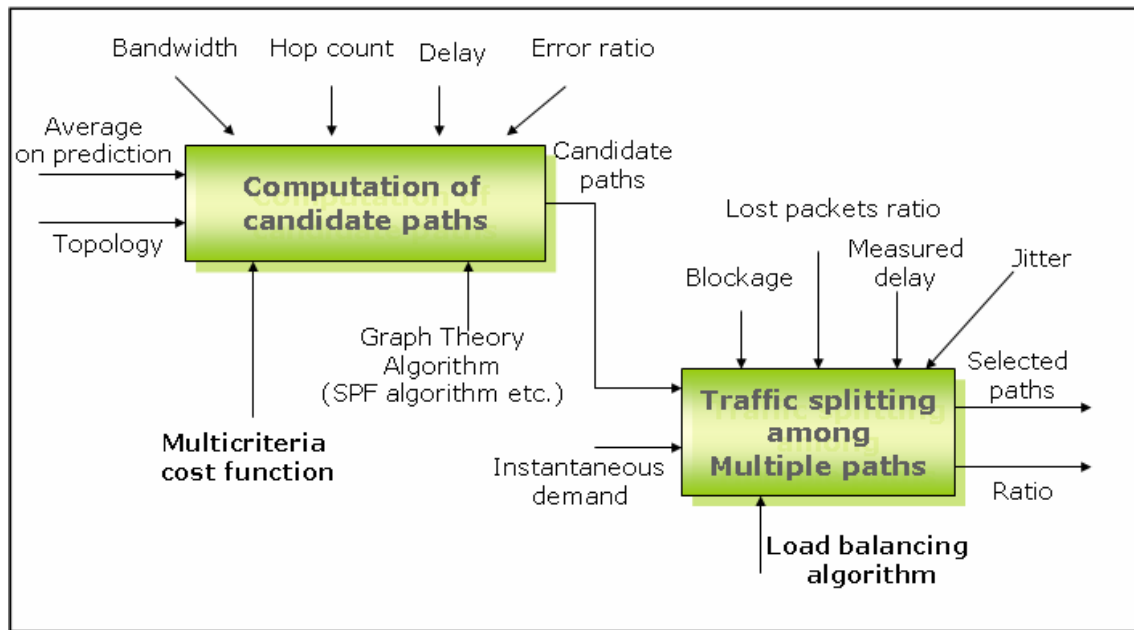 Bandwidth
Hop count
Delay
Error ratio
Average
on prediction
Topology
Computation of
candidate paths
Candidate
paths
Graph Theory
Algorithm
(SPF algorithm etc.)
Multicriteria
cost function
Lost packets ratio
Blockage
Measured
delay
Jitter
Traffic splitting
among
Multiple paths
Selected
paths
Ratio
Instantaneous
demand
Load balancing
algorithm